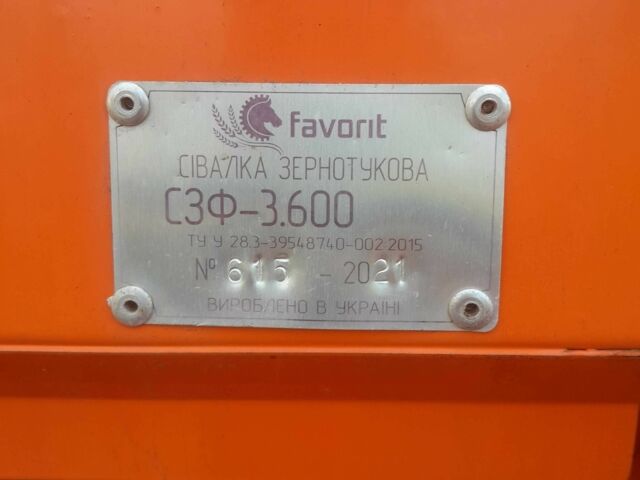 favorit
СІВАЛКА ЗЕРНОТУКОВА
СЗФ-3.600
ТУ У 28.3-39548740-002:2015
№ 615 - 2021
ВИРОБЛЕНО В УКРАЇНІ